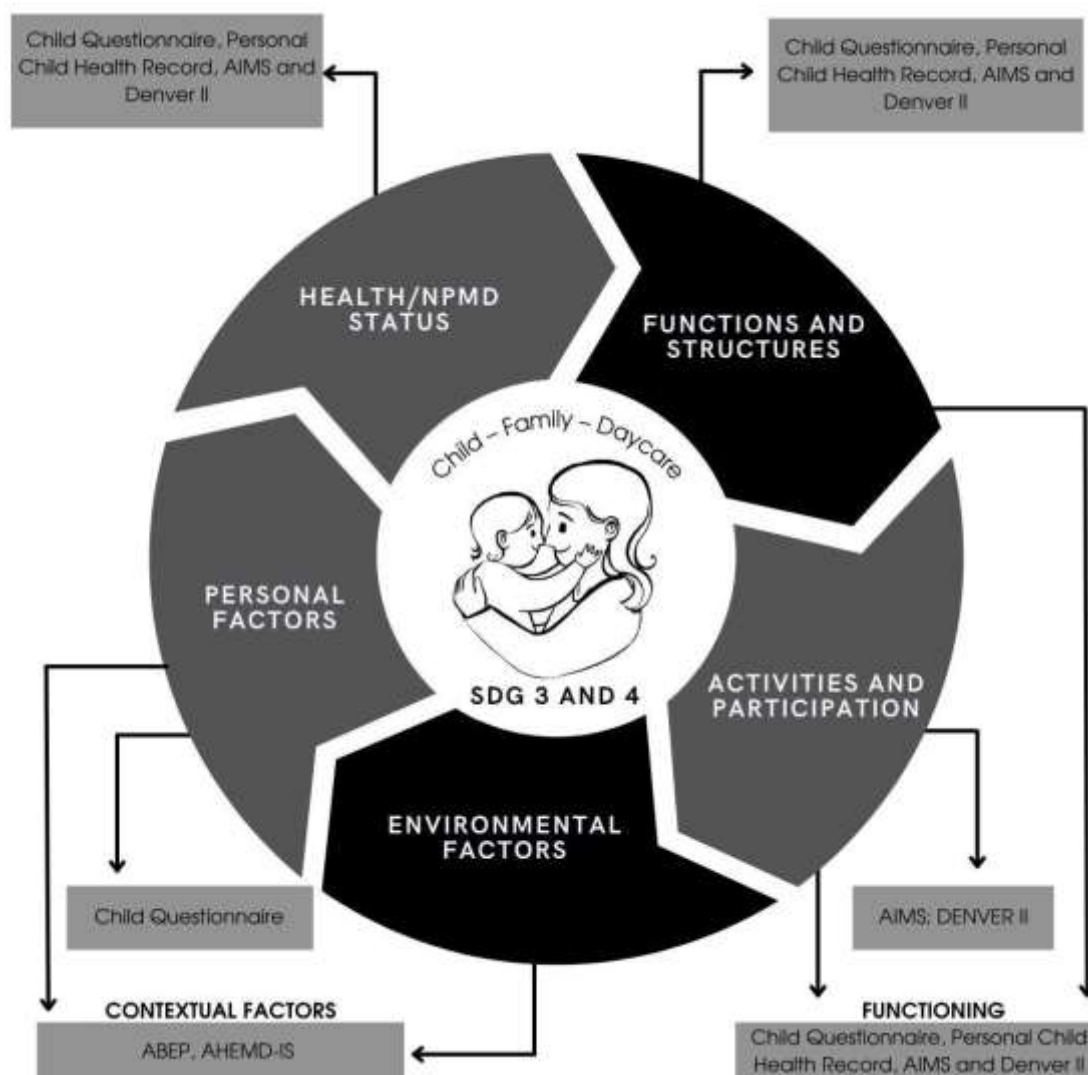 Child Questionnaire, Personal
Child Health Record, AIMS and
Denver II
Child Questionnaire, Personal
Child Health Record, AIMS and
Denver II
HEALTH/NPMD
STATUS
FUNCTIONS AND
STRUCTURES
Child – Family – Daycare
PERSONAL
FACTORS
SDG 3 AND 4
ACTIVITIES AND
PARTICIPATION
ENVIRONMENTAL
FACTORS
Child Questionnaire
AIMS; DENVER II
CONTEXTUAL FACTORS
ABEP, AHEMD-IS
FUNCTIONING
Child Questionnaire, Personal Child
Health Record, AIMS and Denver II